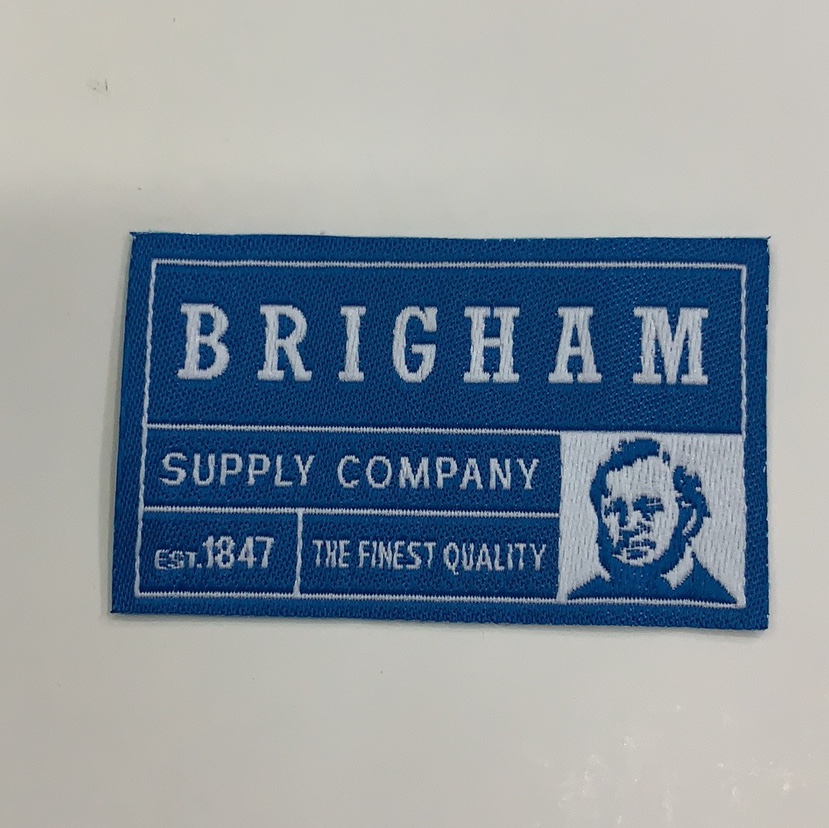 BRIGHAM
SUPPLY COMPANY
EST.1847
THE FINEST QUALITY